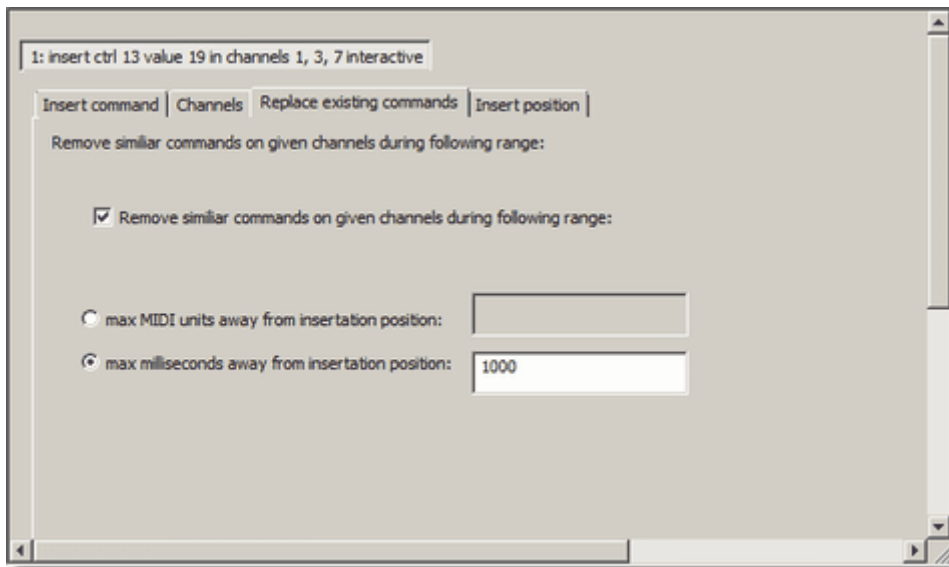 1: insert ctrl 13 value 19 in channels 1, 3, 7 interactive
Insert command Channels Replace existing commands Insert position
Remove similiar commands on given channels during following range:
Remove similiar commands on given channels during following range:
max MIDI units away from insertation position:
max milliseconds away from insertation position: 1000